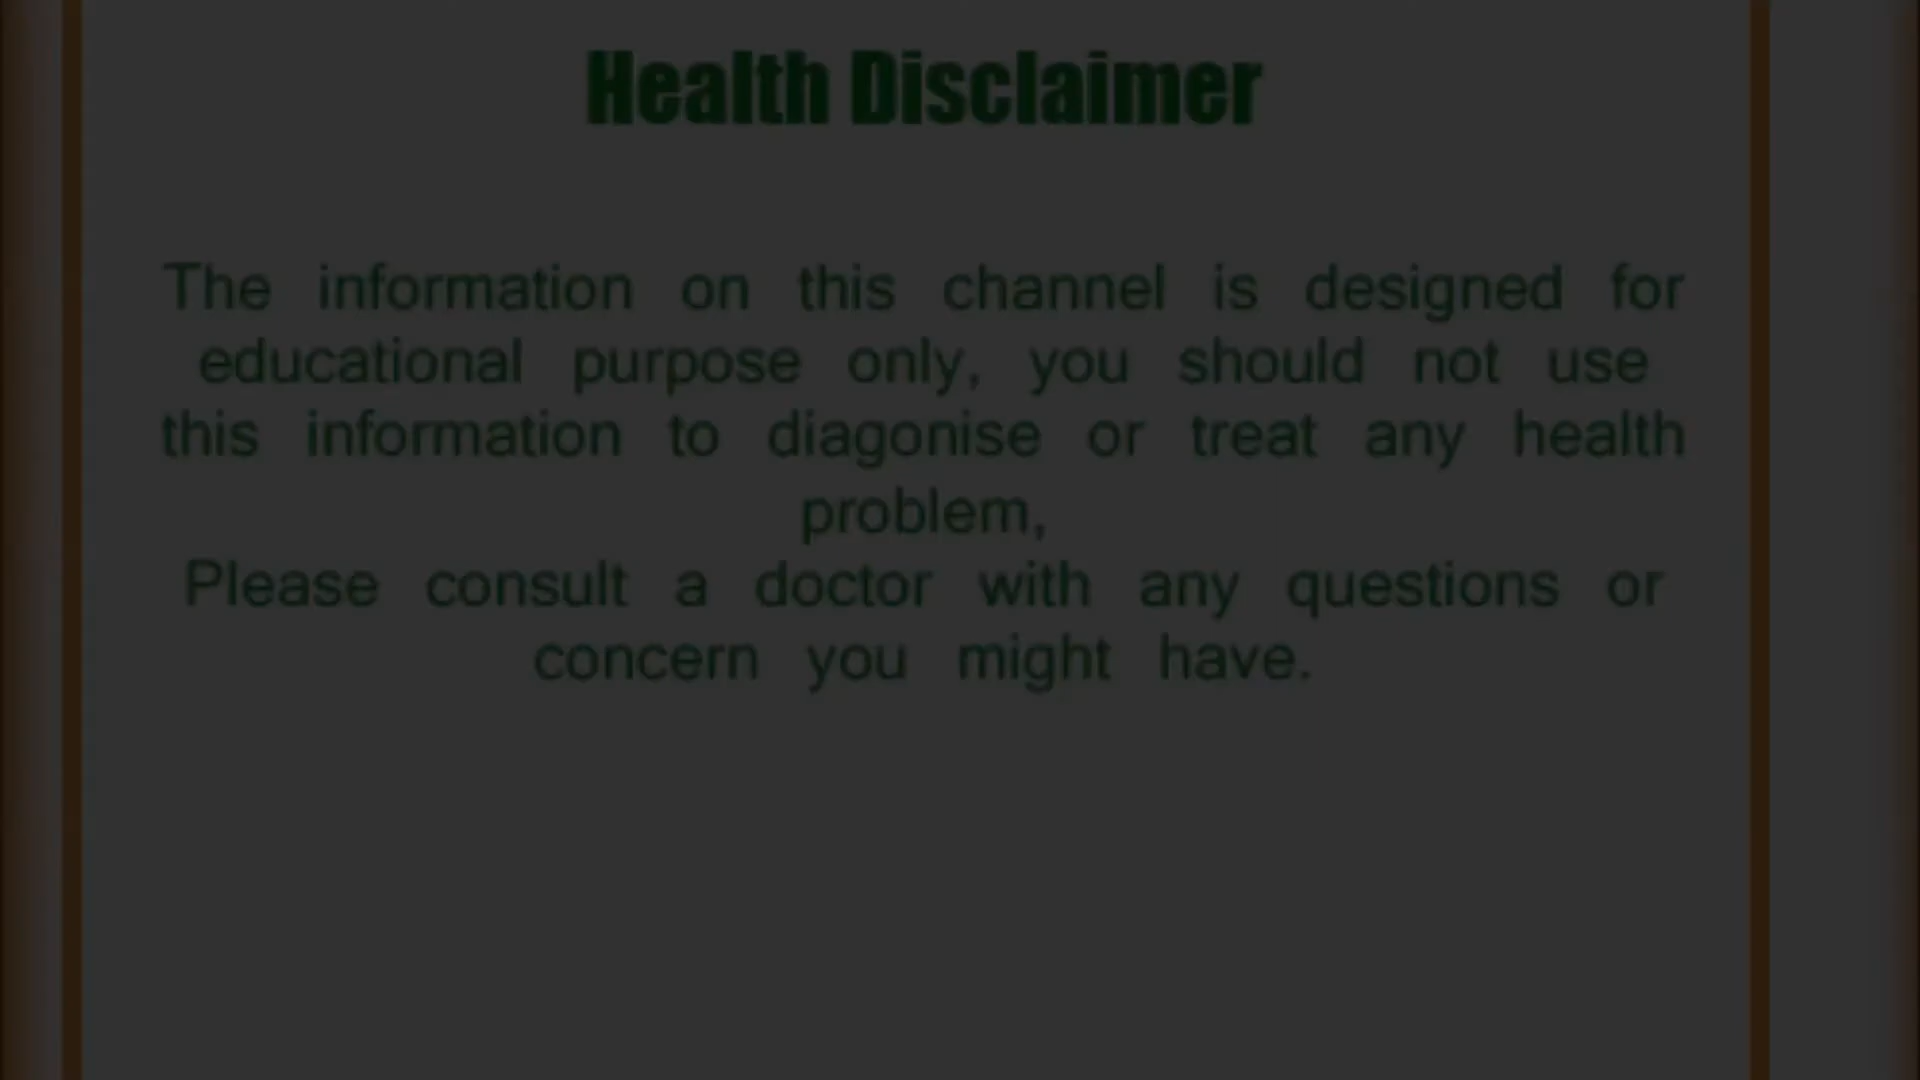 Health Disclaimer
The information on this channel is designed for
educational purpose only, you should not use
this information to diagonise or treat any health
problem,
Please consult a doctor with any questions or
concern you might have.